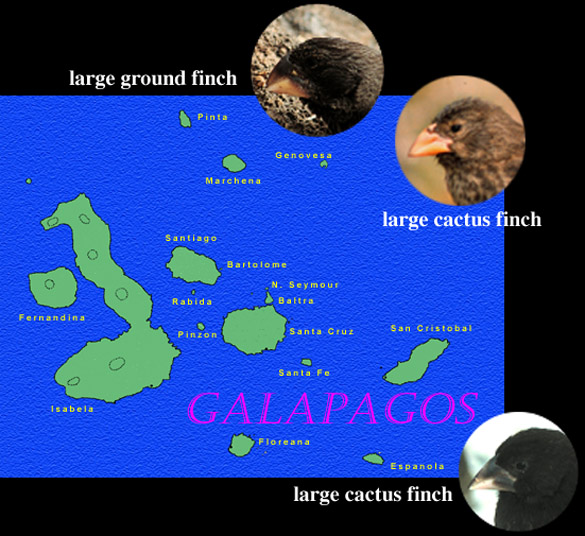 large ground finch
Pinta
Genovesa
Marchena
large cactus finch
Santiago
Bartolome
N. Seymour
Rabida
Baltra
Fernandina
Pinzon
Santa Cruz
San Cristobal
Santa Fe
Isabela
GALAPAGOS
Floreana
Espanola
large cactus finch